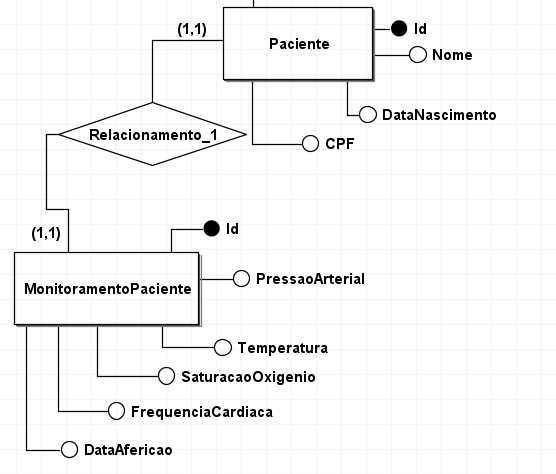 (1,1)
Paciente
Id
Nome
DataNascimento
CPF
Relacionamento_1
(1,1)
Id
MonitoramentoPaciente
PressaoArterial
Temperatura
SaturacaoOxigenio
FrequenciaCardiaca
DataAfericao